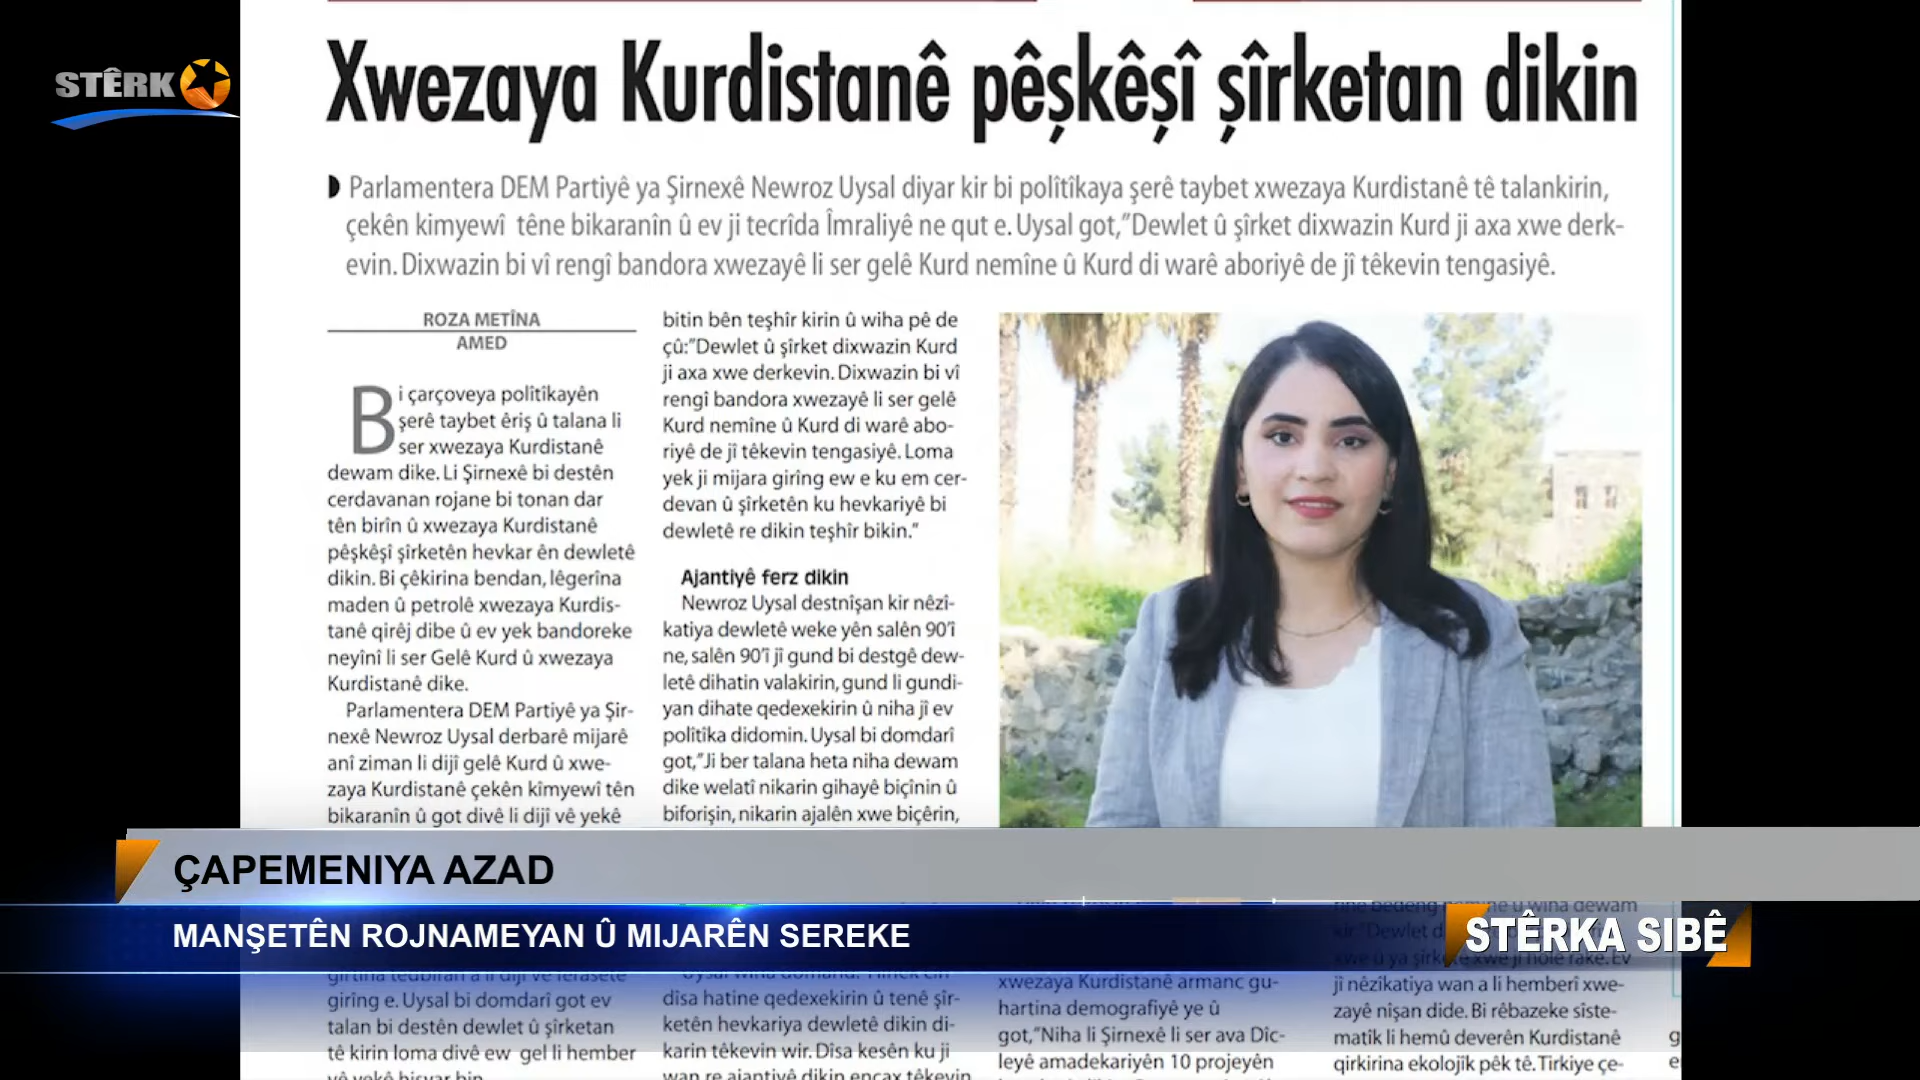 STÊRK
Xwezaya Kurdistanê pêşkêşî şîrketan dikin
Parlamentera DEM Partiyê ya Şirnexê Newroz Uysal diyar kir bi polîtîkaya şerê taybet xwezaya Kurdistanê tê talankirin,
çekên kimyewî têne bikaranîn û ev ji tecrîda Îmraliyê ne qut e. Uysal got,"Dewlet û şîrket dixwazin Kurd ji axa xwe derk-
evin. Dixwazin bi vî rengî bandora xwezayê li ser gelê Kurd nemîne û Kurd di warê aboriyê de jî têkevin tengasiyê.
ROZA METÎNA
AMED
Bi çarçoveya polîtîkayên
şerê taybet êriş û talana li
ser xwezaya Kurdistanê
dewam dike. Li Şirnexê bi destên
cerdavanan rojane bi tonan dar
tên birîn û xwezaya Kurdistanê
pêşkêşî şîrketên hevkar ên dewletê
dikin. Bi çêkirina bendan, lêgerîna
maden û petrolê xwezaya Kurdis-
tanê qirêj dibe û ev yek bandoreke
neyînî li ser Gelê Kurd û xwezaya
Kurdistanê dike.
Parlamentera DEM Partiyê ya Şir-
nexê Newroz Uysal derbarê mijarê
anî ziman li dijî gelê Kurd û xwe-
zaya Kurdistanê çekên kîmyewî tên
bikaranîn û got divê li dijî vê yekê
girîng e. Uysal bi domdarî got ev
talan bi destên dewlet û şîrketan
tê kirin loma divê ew gel li hember
vê yekê hişyar bin.
bitin bên teşhîr kirin û wiha pê de
çû:"Dewlet û şîrket dixwazin Kurd
ji axa xwe derkevin. Dixwazin bi vî
rengî bandora xwezayê li ser gelê
Kurd nemîne û Kurd di warê abo-
riyê de jî têkevin tengasiyê. Loma
yek ji mijara girîng ew e ku em cer-
devan û şîrketên ku hevkariyê bi
dewletê re dikin teşhîr bikin."
Ajantiyê ferz dikin
Newroz Uysal destnîşan kir nêzî-
katiya dewletê weke yên salên 90'î
ne, salên 90'î jî gund bi destgê dew-
letê dihatin valakirin, gund li gundi-
yan dihate qedexekirin û niha jî ev
polîtîka didomin. Uysal bi domdarî
got,"Ji ber talana heta niha dewam
dike welatî nikarin gihayê biçînin û
biforişin, nikarin ajalên xwe biçêrin,
dîsa hatine qedexekirin û tenê şîr-
ketên hevkariya dewletê dikin di-
karin têkevin wir. Dîsa kesên ku ji
wan re ajantiyê dikin encax têkevin
xwezaya Kurdistanê armanc gu-
hartina demografiyê ye û
got,"Niha li Şirnexê li ser ava Dîc-
leyê amadekariyên 10 projeyên
jî nêzikatiya wan a li hemberî xwe-
zayê nîşan dide. Bi rêbazeke sîste-
matîk li hemû deverên Kurdistanê
qirkirina ekolojîk pêk tê. Tirkiye çe-
ÇAPEMENIYA AZAD
MANŞETÊN ROJNAMEYAN Û MIJARÊN SEREKE
STÊRKA SIBÊ